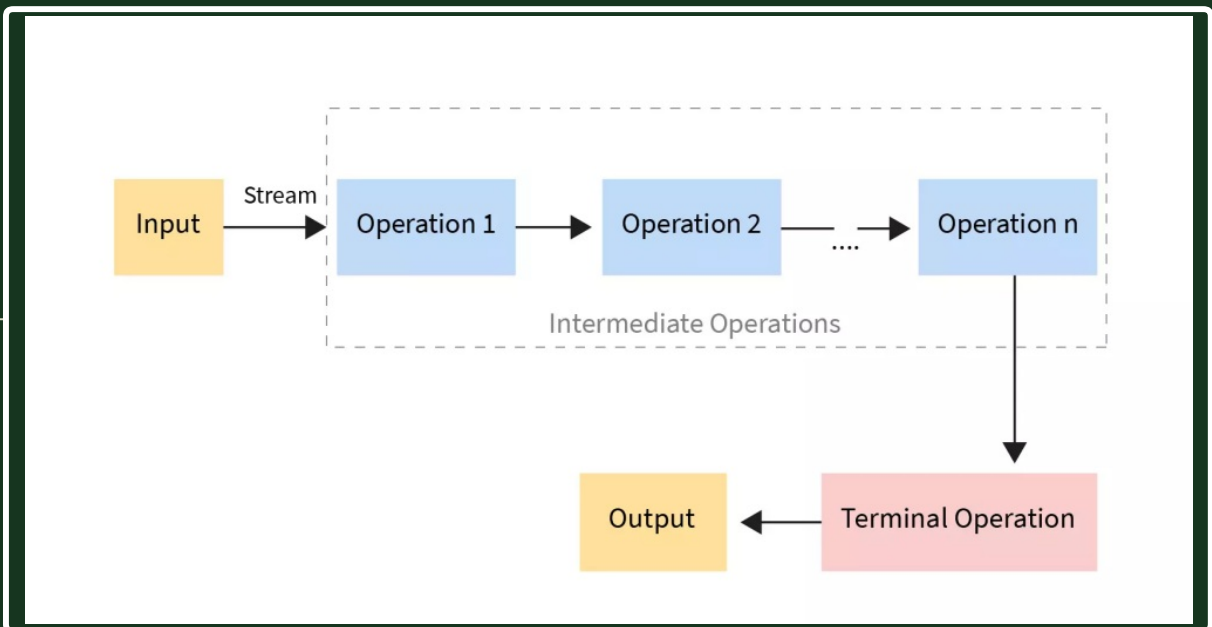 Stream
Input
Operation 1
Operation 2
....
Operation n
Intermediate Operations
Output
Terminal Operation